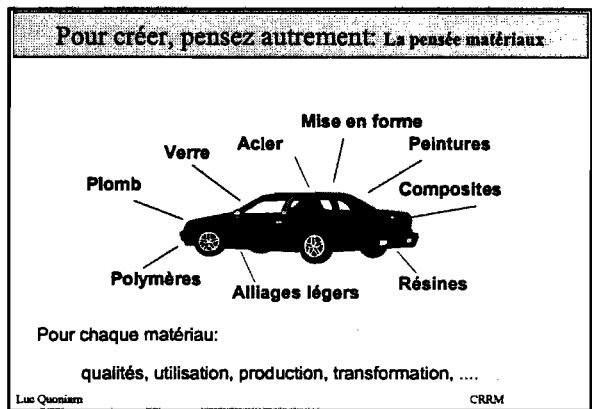 Pour créer, pensez autrement: La pensée matériaux
Mise en forme
Acier
Peintures
Verre
Plomb
Composites
Polymères
Alliages légers
Résines
Pour chaque matériau:
qualités, utilisation, production, transformation, ....
Luc Quoniam
CRRM